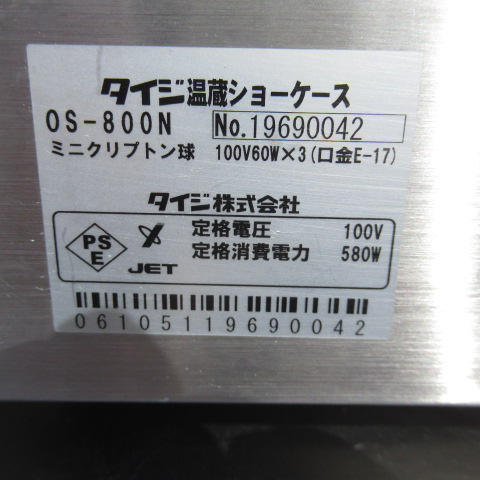 タイジ温蔵ショーケース
OS-800N No.19690042
ミニクリプトン球 100V60W×3(口金E-17)
タイジ株式会社
PS
E
JET
定格電圧 100V
定格消費電力 580W
06105119690042